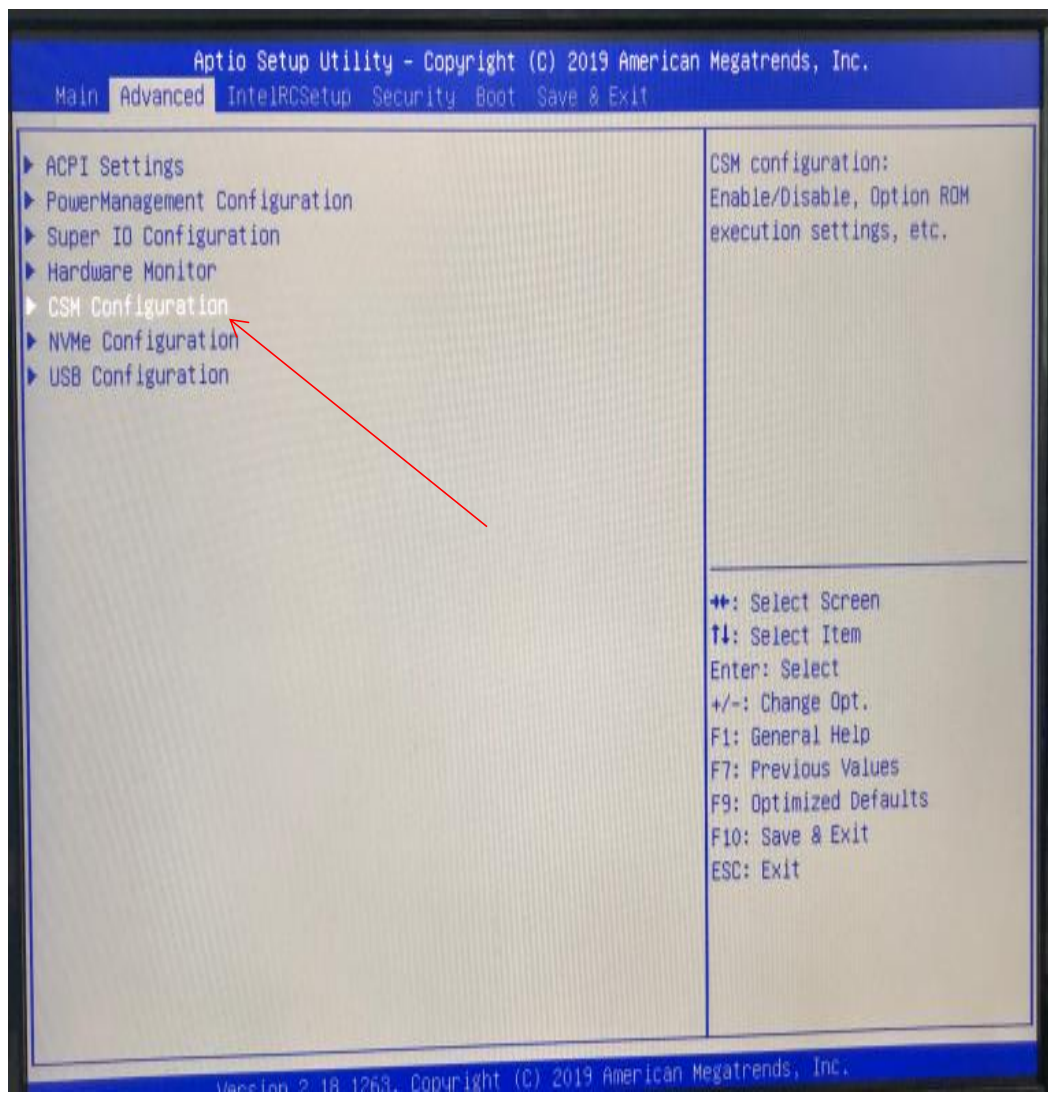 Aptio Setup Utility - Copyright (C) 2019 American Megatrends, Inc.
Main Advanced IntelRCSetup Security Boot Save & Exit
ACPI Settings
PowerManagement Configuration
Super IO Configuration
Hardware Monitor
CSM Configuration
NVMe Configuration
USB Configuration
CSM configuration:
Enable/Disable, Option ROM
execution settings, etc.
→←: Select Screen
↑↓: Select Item
Enter: Select
+/-: Change Opt.
F1: General Help
F7: Previous Values
F9: Optimized Defaults
F10: Save & Exit
ESC: Exit
Version 2.18.1263. Copyright (C) 2019 American Megatrends, Inc.